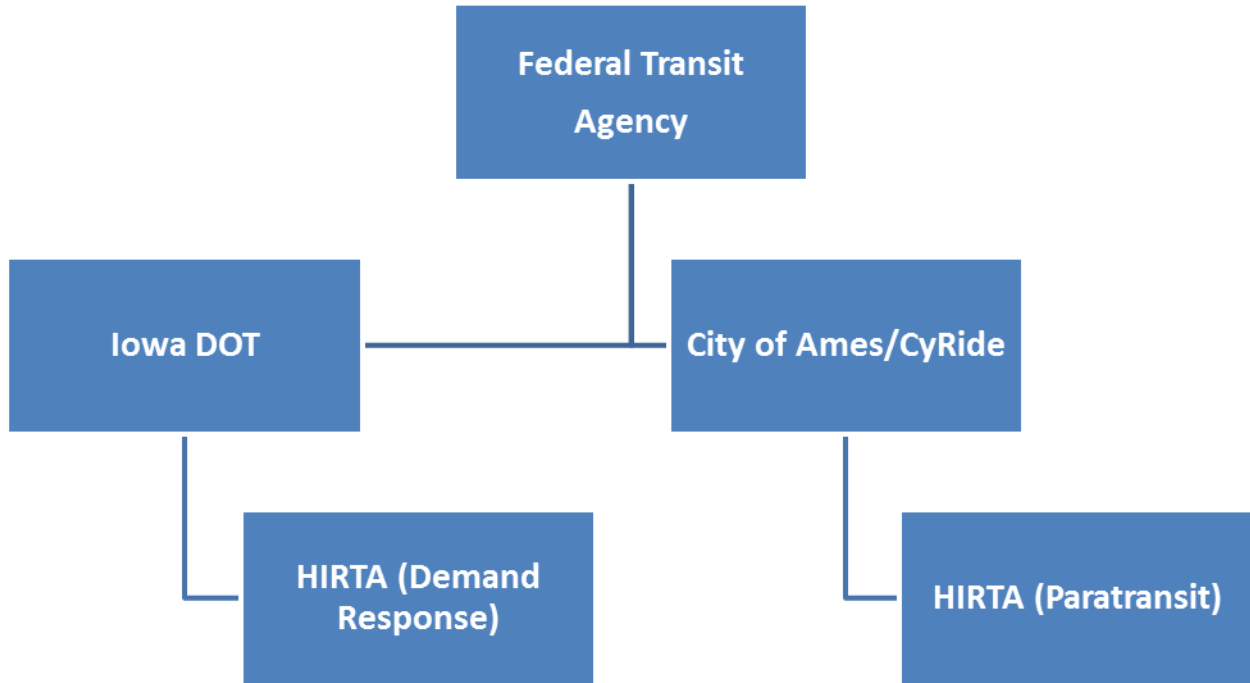 Federal Transit
Agency
Iowa DOT
City of Ames/CyRide
HIRTA (Demand
Response)
HIRTA (Paratransit)